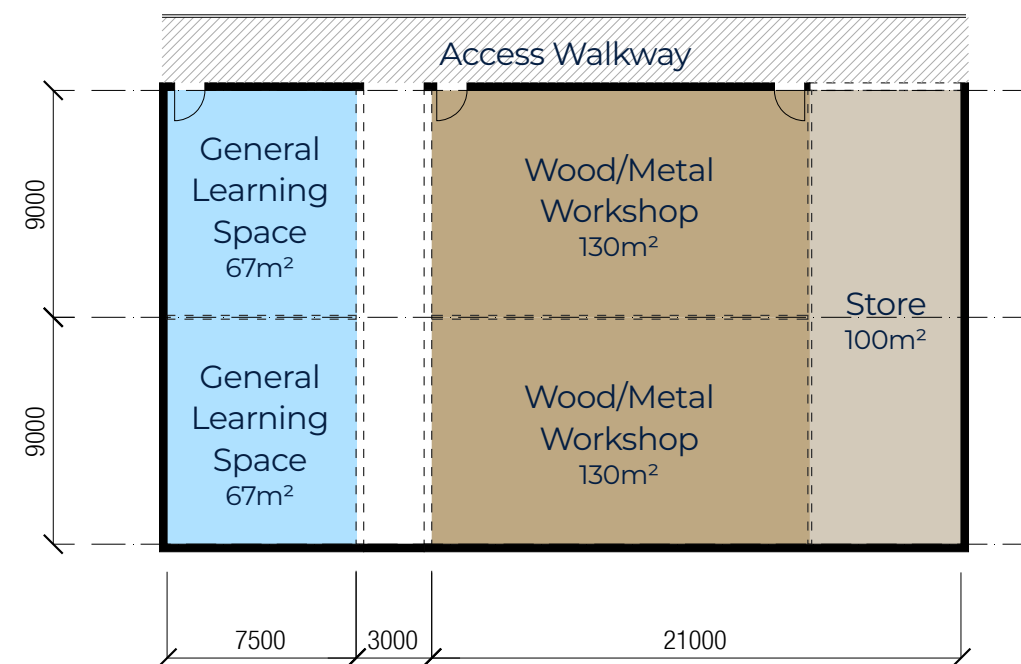 Access Walkway
General
Learning
Space
67m²
Wood/Metal
Workshop
130m²
9000
Store
100m²
General
Learning
Space
67m²
Wood/Metal
Workshop
130m²
9000
7500
3000
21000